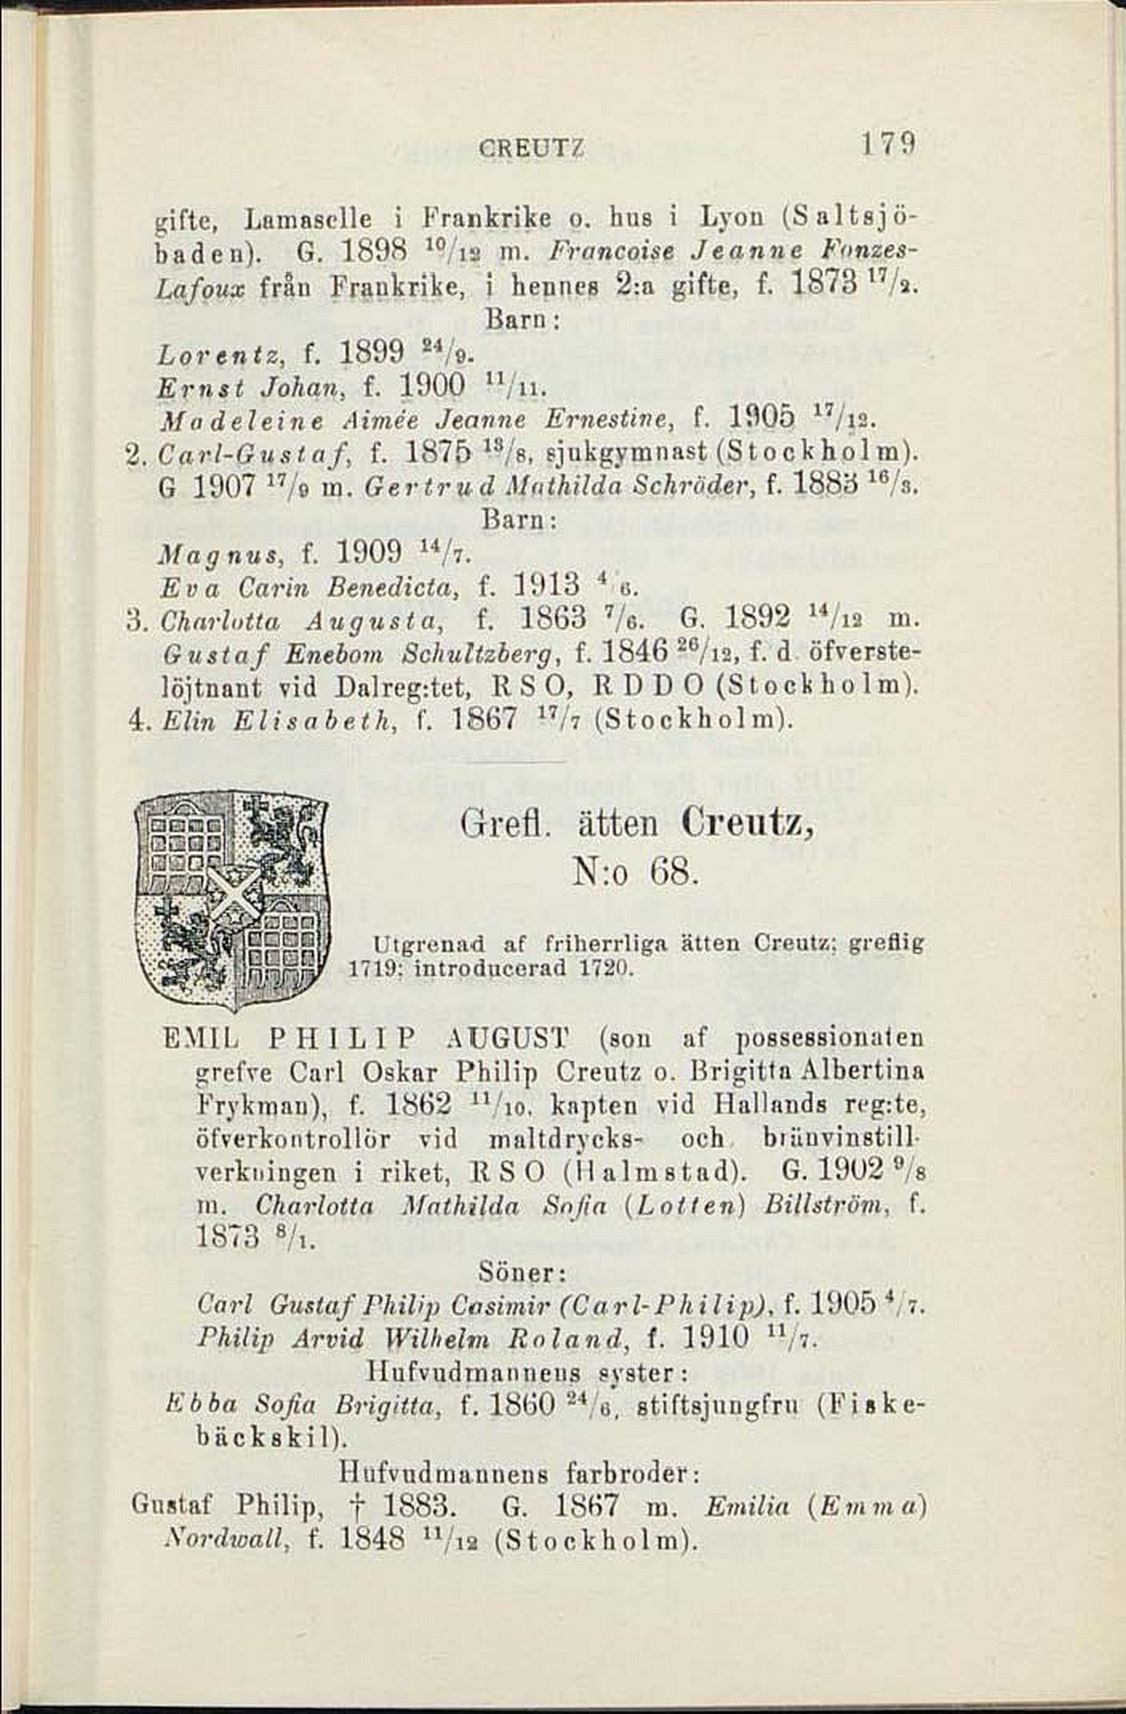 CREUTZ 179
gifte, Lamaselle i Frankrike o. hus i Lyon (Saltsjö-
baden). G. 1898 10/12 m. Francoise Jeanne Fonzes-
Lafoux från Frankrike, i hennes 2:a gifte, f. 1873 17/2.
Barn:
Lorentz, f. 1899 24/9.
Ernst Johan, f. 1900 11/11.
Madeleine Aimée Jeanne Ernestine, f. 1905 17/12.
2. Carl-Gustaf, f. 1875 13/8, sjukgymnast (Stockholm).
G 1907 17/9 m. Gertrud Mathilda Schröder, f. 1883 16/3.
Barn:
Magnus, f. 1909 14/7.
Eva Carin Benedicta, f. 1913 4/6.
3. Charlotta Augusta, f. 1863 7/6. G. 1892 14/12 m.
Gustaf Enebom Schultzberg, f. 1846 26/12, f. d. öfverste-
löjtnant vid Dalreg:tet, R S O, R D D O (Stockholm).
4. Elin Elisabeth, f. 1867 17/7 (Stockholm).
Grefl. ätten Creutz,
N:o 68.
Utgrenad af friherrliga ätten Creutz; greflig
1719; introducerad 1720.
EMIL PHILIP AUGUST (son af possessionaten
grefve Carl Oskar Philip Creutz o. Brigitta Albertina
Frykman), f. 1862 11/10, kapten vid Hallands reg:te,
öfverkontrollör vid maltdrycks- och bränvinstill-
verkningen i riket, R S O (Halmstad). G. 1902 9/8
m. Charlotta Mathilda Sofia (Lotten) Billström, f.
1873 8/1.
Söner:
Carl Gustaf Philip Casimir (Carl-Philip), f. 1905 4/7.
Philip Arvid Wilhelm Roland, f. 1910 11/7.
Hufvudmannens syster:
Ebba Sofia Brigitta, f. 1860 24/6, stiftsjungfru (Fiske-
bäckskil).
Hufvudmannens farbroder:
Gustaf Philip, † 1883. G. 1867 m. Emilia (Emma)
Nordwall, f. 1848 11/12 (Stockholm).